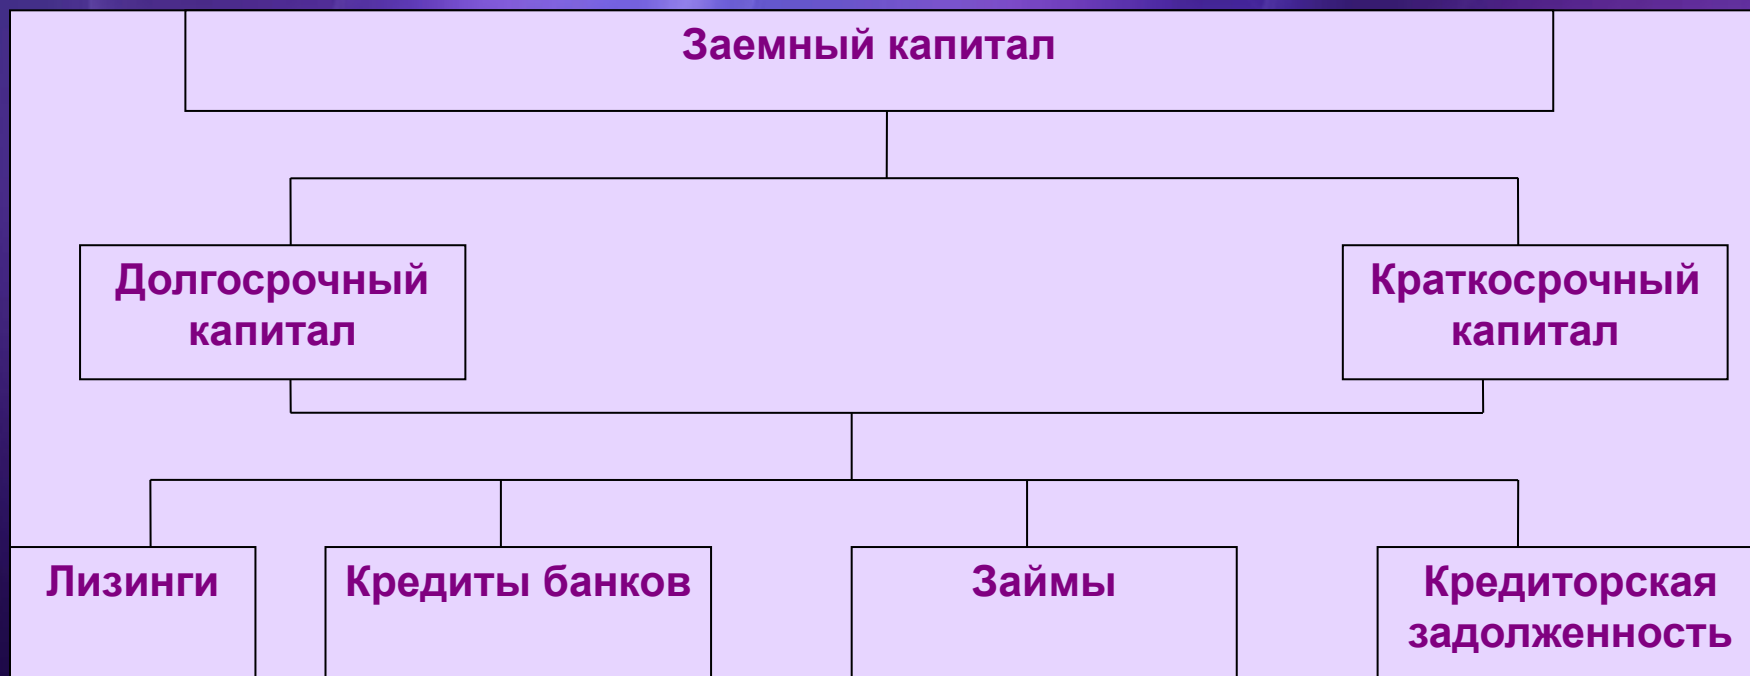 Заемный капитал
Долгосрочный
капитал
Краткосрочный
капитал
Лизинги
Кредиты банков
Займы
Кредиторская
задолженность